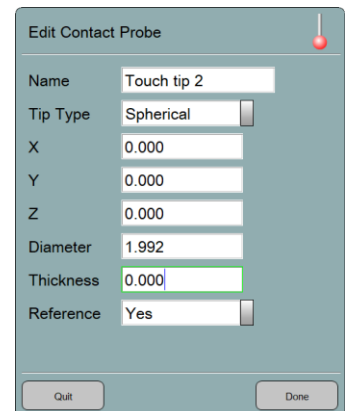 Edit Contact Probe
Name Touch tip 2
Tip Type Spherical
X 0.000
Y 0.000
Z 0.000
Diameter 1.992
Thickness 0.000
Reference Yes
Quit Done